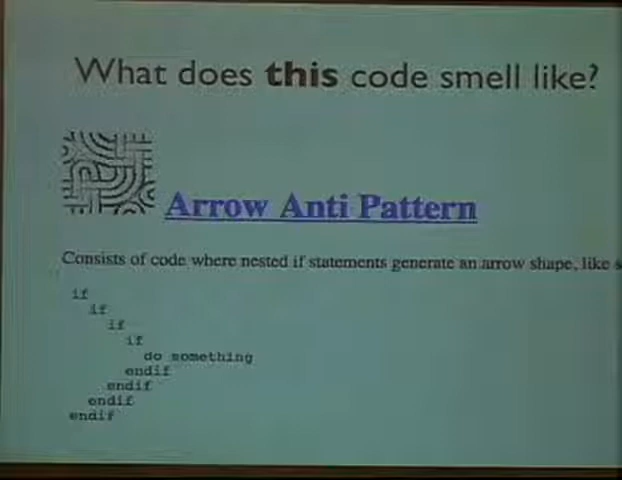 What does this code smell like?
Arrow Anti Pattern
Consists of code where nested if statements generate an arrow shape, like
if
if
if
if
do something
endif
endif
endif
endif